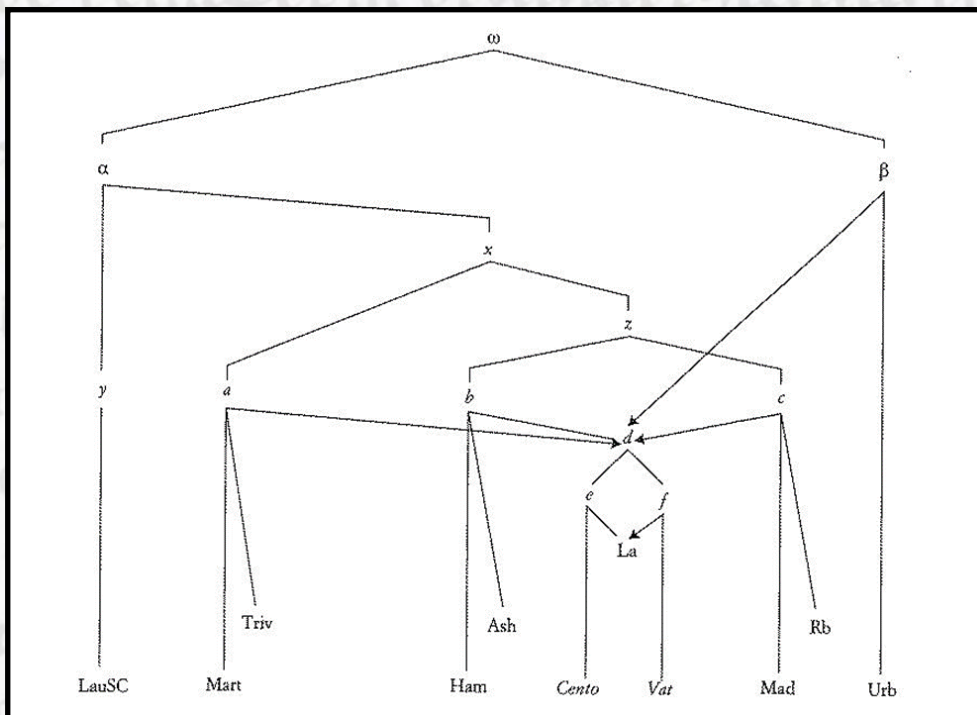 ω
α β
x
z
y a b c
d
e f
La
Triv Ash Rb
LauSC Mart Ham Cento Vat Mad Urb